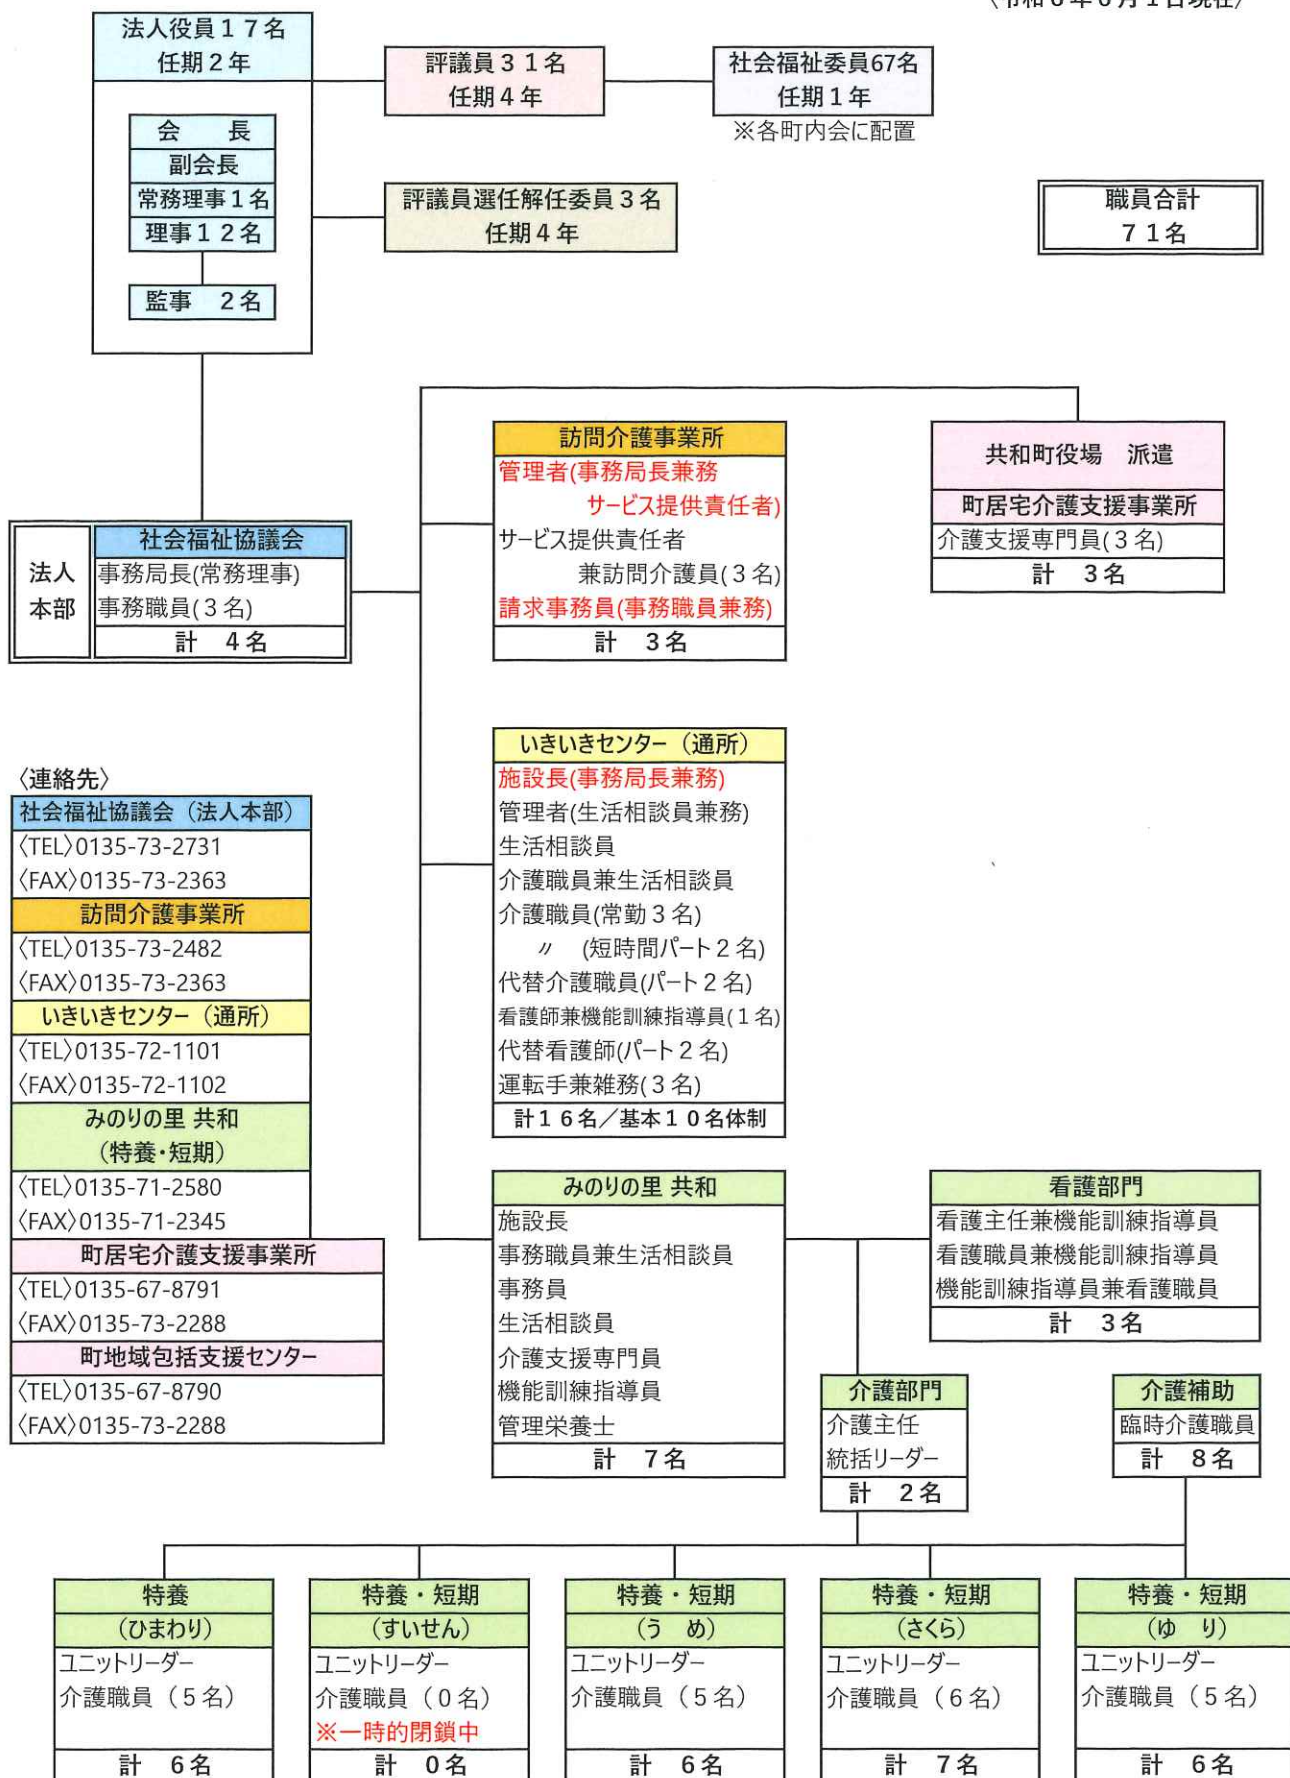 〈令和6年6月1日現在〉
法人役員17名
任期2年
会　長
副会長
常務理事1名
理事12名
監事　2名
評議員31名
任期4年
社会福祉委員67名
任期1年
※各町内会に配置
評議員選任解任委員3名
任期4年
職員合計
71名
法人
本部
社会福祉協議会
事務局長(常務理事)
事務職員(3名)
計　4名
訪問介護事業所
管理者(事務局長兼務
サービス提供責任者)
サービス提供責任者
兼訪問介護員(3名)
請求事務員(事務職員兼務)
計　3名
共和町役場　派遣
町居宅介護支援事業所
介護支援専門員(3名)
計　3名
いきいきセンター（通所）
施設長(事務局長兼務)
管理者(生活相談員兼務)
生活相談員
介護職員兼生活相談員
介護職員(常勤3名)
〃　(短時間パート2名)
代替介護職員(パート2名)
看護師兼機能訓練指導員(1名)
代替看護師(パート2名)
運転手兼雑務(3名)
計16名／基本10名体制
〈連絡先〉
社会福祉協議会（法人本部）
〈TEL〉0135-73-2731
〈FAX〉0135-73-2363
訪問介護事業所
〈TEL〉0135-73-2482
〈FAX〉0135-73-2363
いきいきセンター（通所）
〈TEL〉0135-72-1101
〈FAX〉0135-72-1102
みのりの里 共和
（特養・短期）
〈TEL〉0135-71-2580
〈FAX〉0135-71-2345
町居宅介護支援事業所
〈TEL〉0135-67-8791
〈FAX〉0135-73-2288
町地域包括支援センター
〈TEL〉0135-67-8790
〈FAX〉0135-73-2288
みのりの里 共和
施設長
事務職員兼生活相談員
事務員
生活相談員
介護支援専門員
機能訓練指導員
管理栄養士
計　7名
看護部門
看護主任兼機能訓練指導員
看護職員兼機能訓練指導員
機能訓練指導員兼看護職員
計　3名
介護部門
介護主任
統括リーダー
計　2名
介護補助
臨時介護職員
計　8名
特養
（ひまわり）
ユニットリーダー
介護職員（5名）
計　6名
特養・短期
（すいせん）
ユニットリーダー
介護職員（0名）
※一時的閉鎖中
計　0名
特養・短期
（う　め）
ユニットリーダー
介護職員（5名）
計　6名
特養・短期
（さくら）
ユニットリーダー
介護職員（6名）
計　7名
特養・短期
（ゆ　り）
ユニットリーダー
介護職員（5名）
計　6名